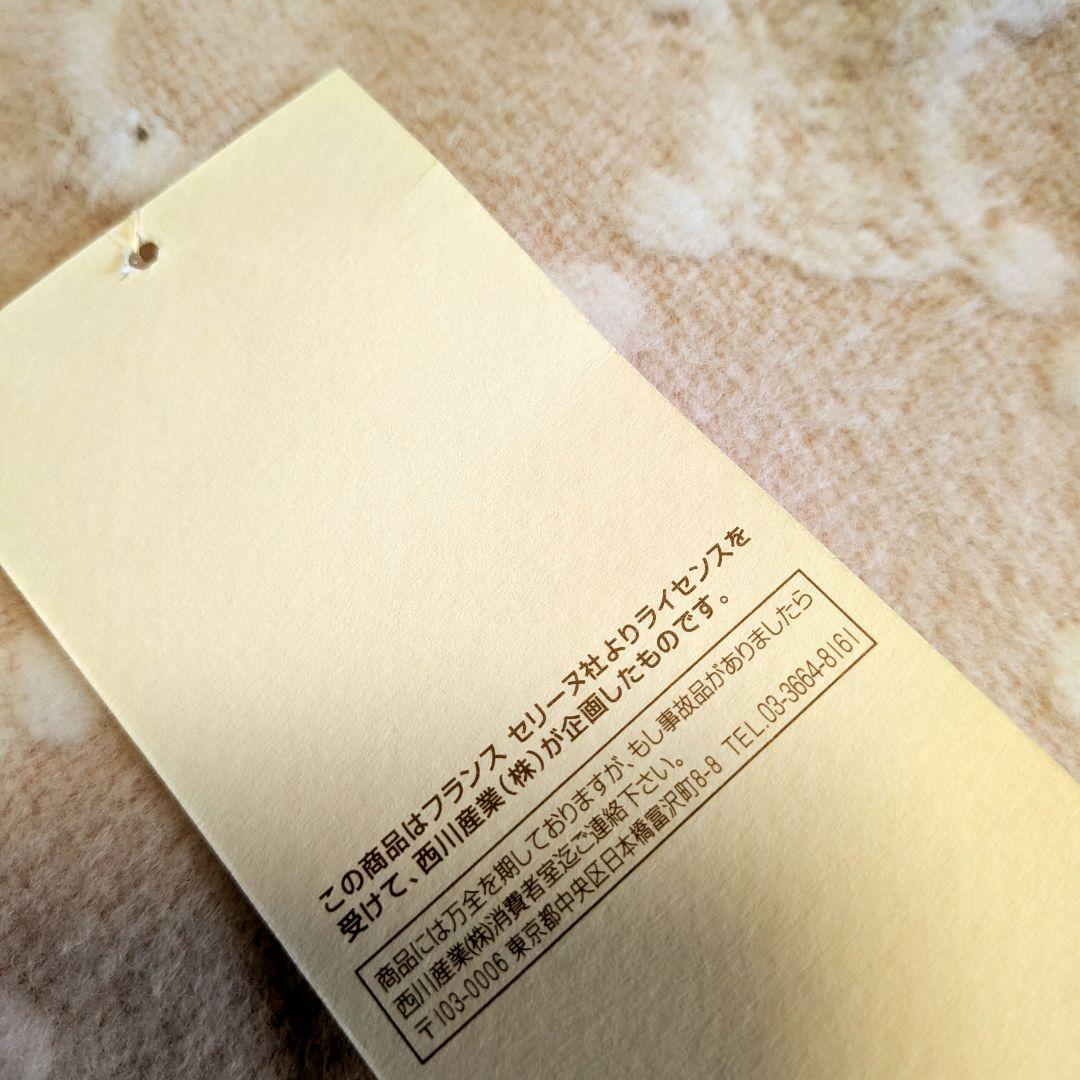 この商品はフランス セリーヌ社よりライセンスを
受けて、西川産業(株)が企画したものです。
商品には万全を期しておりますが、もし事故品がありましたら
西川産業(株)消費者室迄ご連絡下さい。
〒103-0006 東京都中央区日本橋富沢町8-8 TEL.03-3664-8161